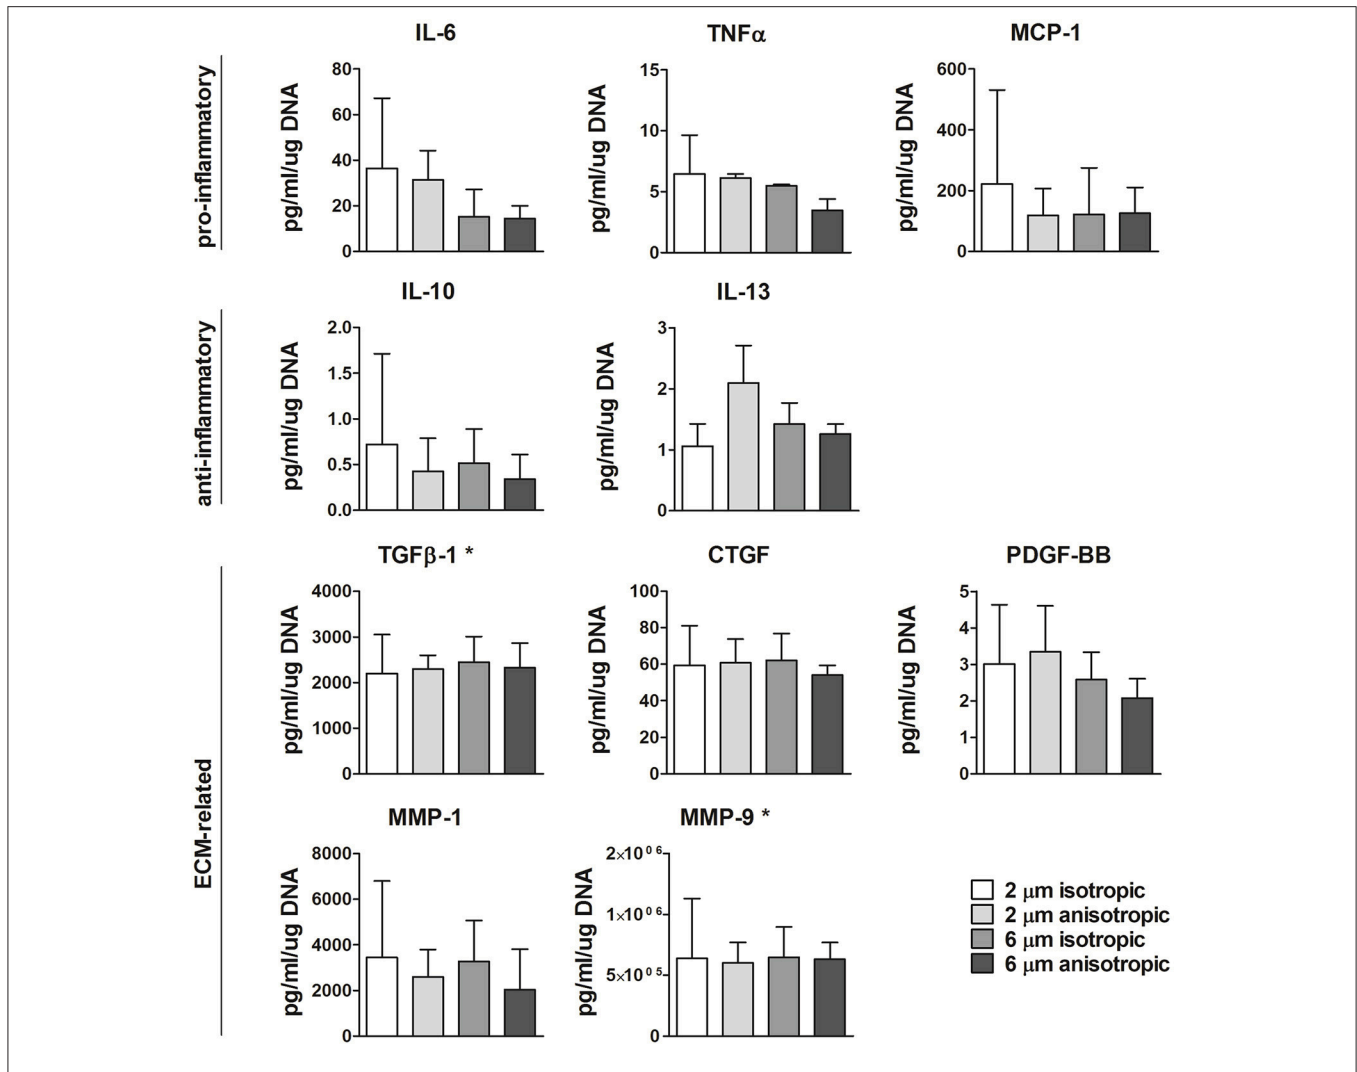 IL-6
TNFα
MCP-1
pro-inflammatory
pg/ml/ug DNA
80
60
40
20
0
pg/ml/ug DNA
15
10
5
0
pg/ml/ug DNA
600
400
200
0
IL-10
IL-13
anti-inflammatory
pg/ml/ug DNA
2.0
1.5
1.0
0.5
0.0
pg/ml/ug DNA
3
2
1
0
TGFβ-1 *
CTGF
PDGF-BB
ECM-related
pg/ml/ug DNA
4000
3000
2000
1000
0
pg/ml/ug DNA
100
80
60
40
20
0
pg/ml/ug DNA
5
4
3
2
1
0
MMP-1
MMP-9 *
pg/ml/ug DNA
8000
6000
4000
2000
0
pg/ml/ug DNA
2×10⁰⁶
1×10⁰⁶
5×10⁰⁵
0
2 μm isotropic
2 μm anisotropic
6 μm isotropic
6 μm anisotropic